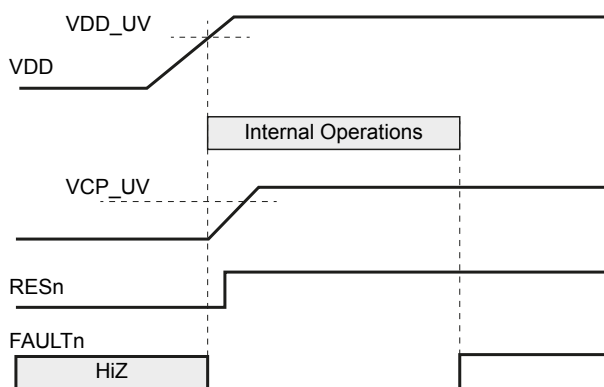 VDD_UV
VDD
Internal Operations
VCP_UV
RESn
FAULTn
HiZ